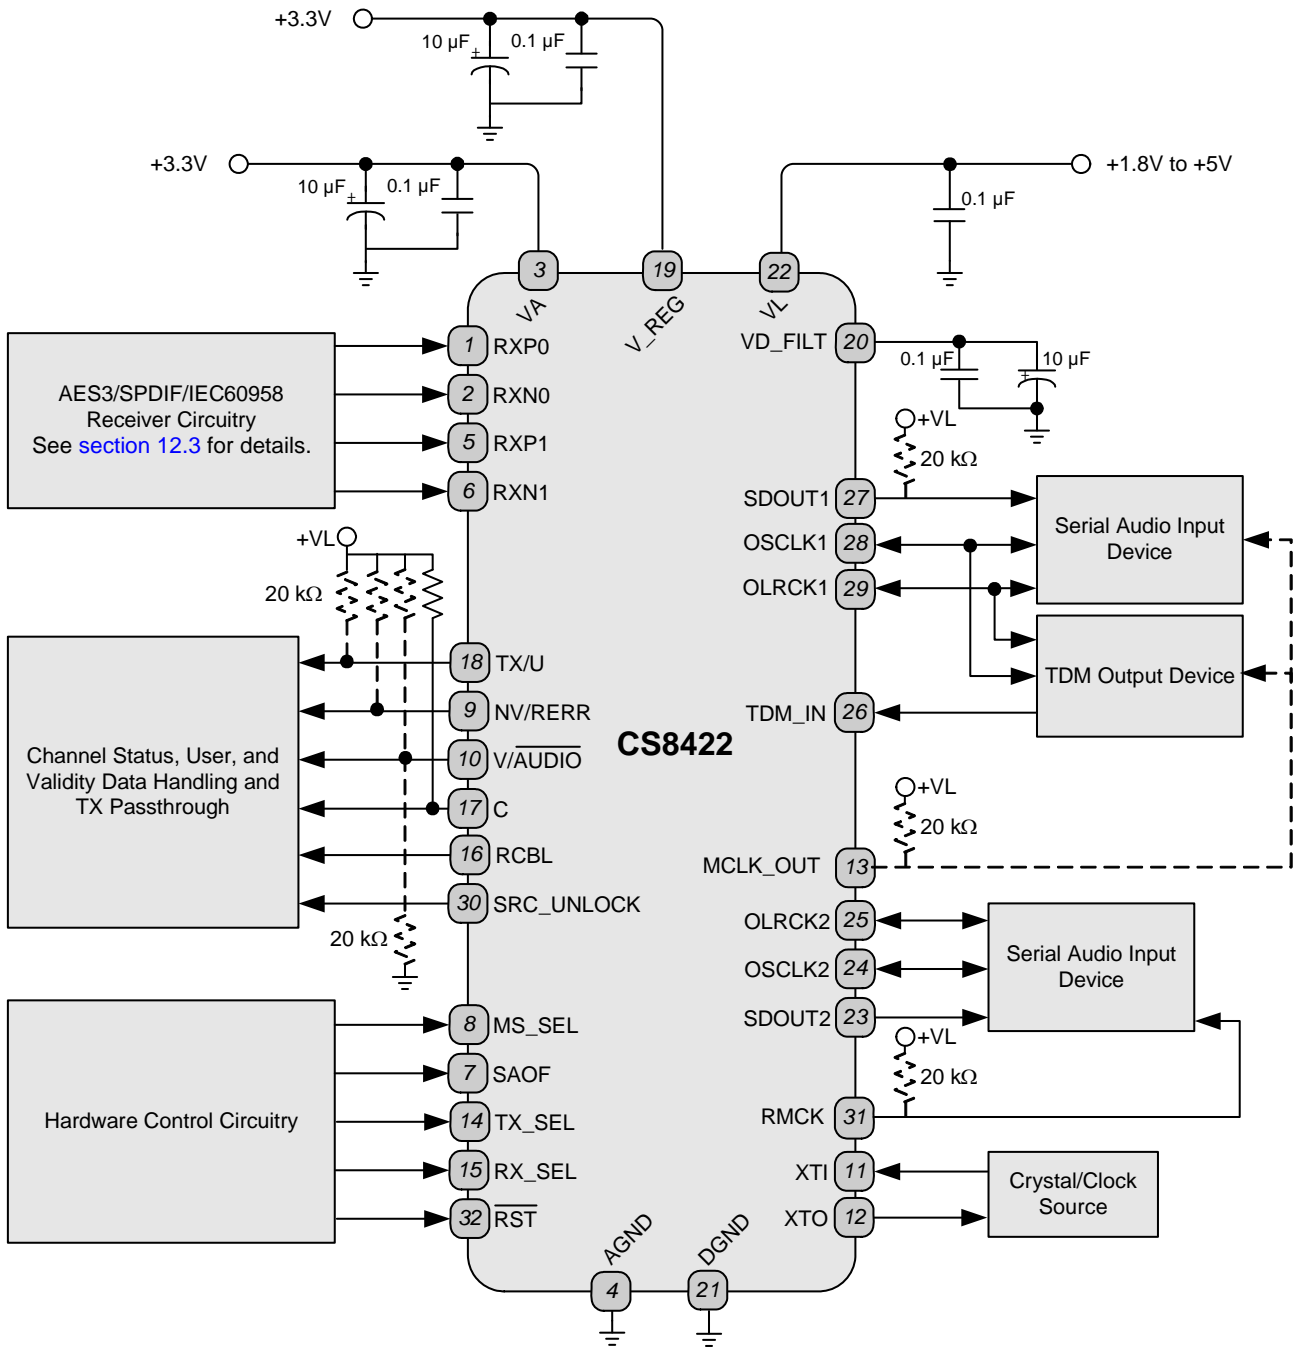 +3.3V
10 µF
+
0.1 µF
+3.3V
10 µF
+
0.1 µF
+1.8V to +5V
0.1 µF
3
VA
19
V_REG
22
VL
AES3/SPDIF/IEC60958
Receiver Circuitry
See section 12.3 for details.
1
RXP0
2
RXN0
5
RXP1
6
RXN1
+VL
20 kΩ
Channel Status, User, and
Validity Data Handling and
TX Passthrough
18
TX/U
9
NV/RERR
10
V/AUDIO
17
C
16
RCBL
30
SRC_UNLOCK
20 kΩ
Hardware Control Circuitry
8
MS_SEL
7
SAOF
14
TX_SEL
15
RX_SEL
32
RST
CS8422
AGND
4
DGND
21
VD_FILT
20
0.1 µF
10 µF
+
+VL
20 kΩ
SDOUT1
27
OSCLK1
28
OLRCK1
29
Serial Audio Input
Device
TDM Output Device
TDM_IN
26
+VL
20 kΩ
MCLK_OUT
13
OLRCK2
25
OSCLK2
24
SDOUT2
23
Serial Audio Input
Device
+VL
20 kΩ
RMCK
31
XTI
11
XTO
12
Crystal/Clock
Source